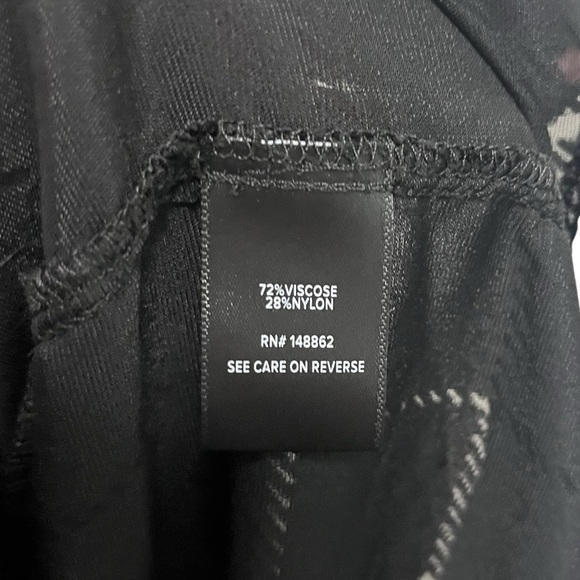 72%VISCOSE
28%NYLON
RN# 148862
SEE CARE ON REVERSE